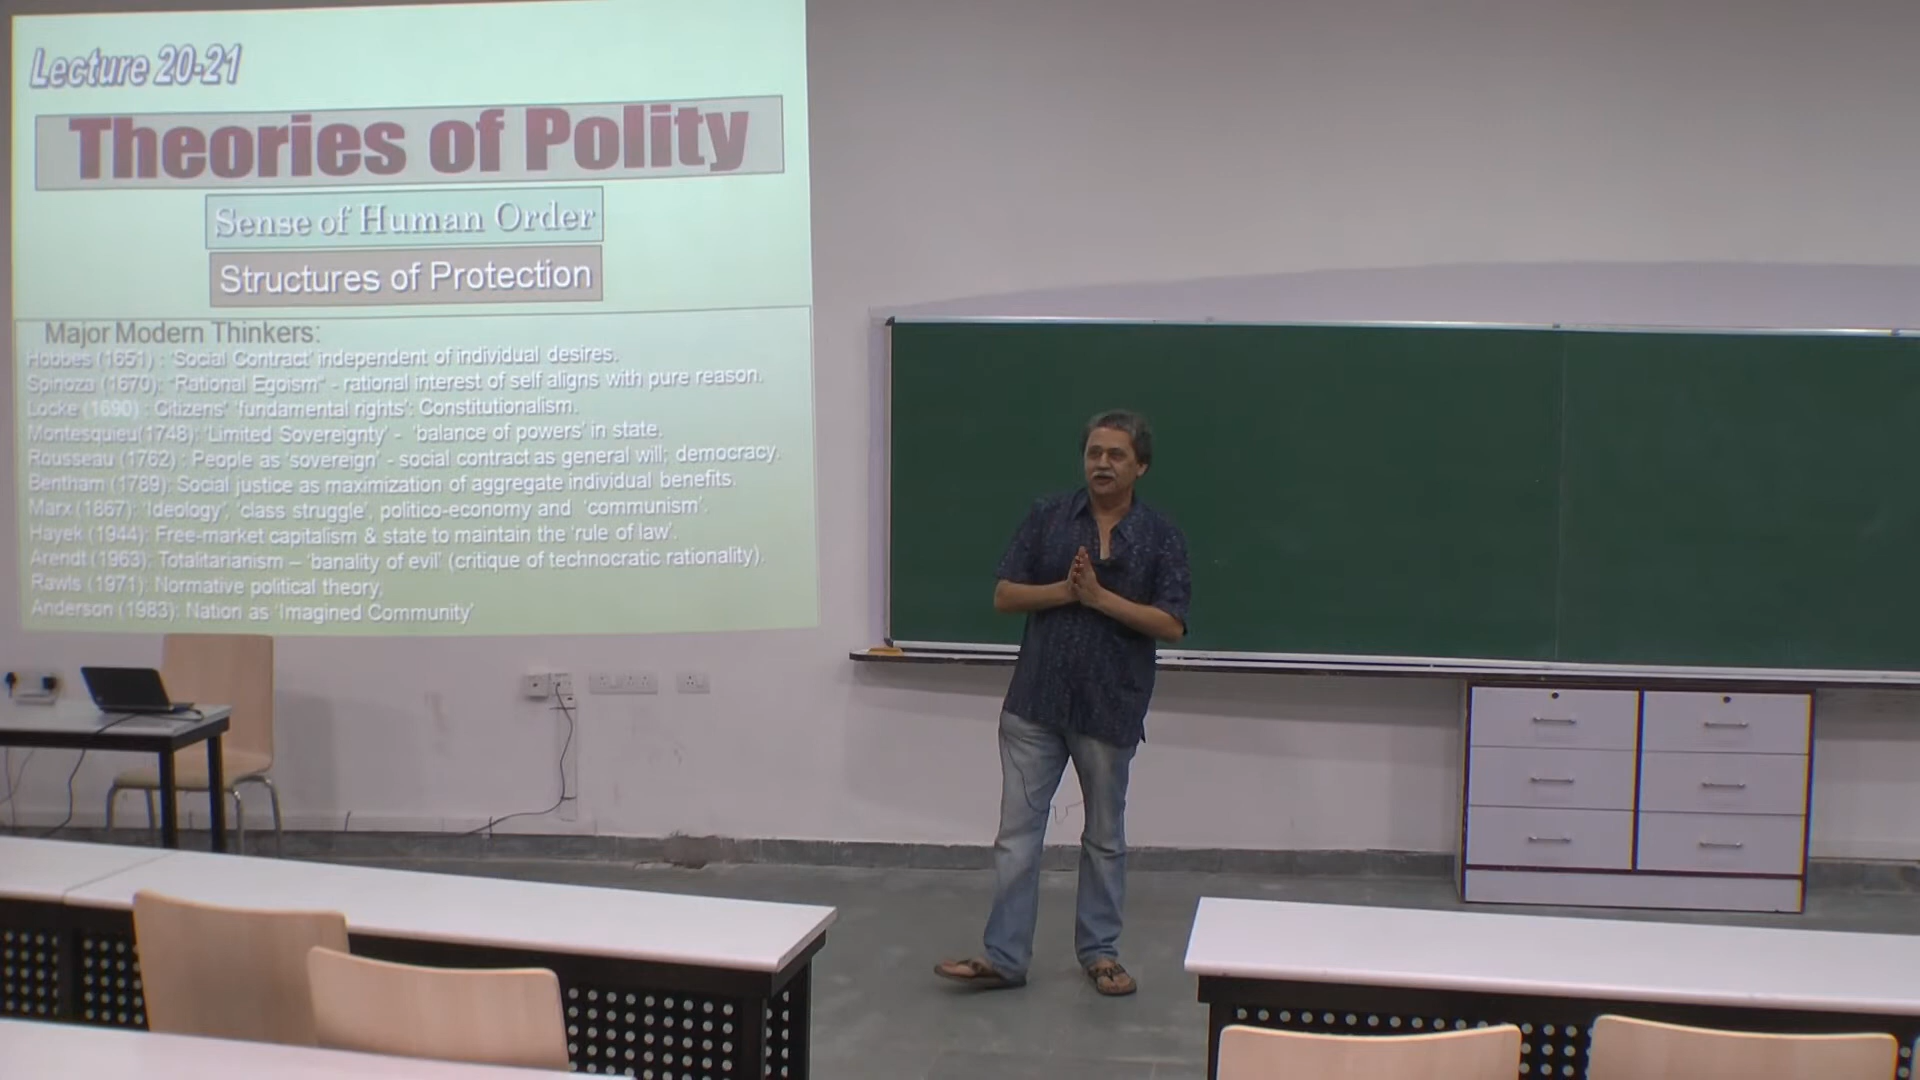 Lecture 20-21
Theories of Polity
Sense of Human Order
Structures of Protection
Major Modern Thinkers:
Hobbes (1651) : 'Social Contract' independent of individual desires.
Spinoza (1670): "Rational Egoism" - rational interest of self aligns with pure reason.
Locke (1690) : Citizens' 'fundamental rights': Constitutionalism.
Montesquieu(1748): 'Limited Sovereignty' - 'balance of powers' in state.
Rousseau (1762) : People as 'sovereign' - social contract as general will; democracy.
Bentham (1789): Social justice as maximization of aggregate individual benefits.
Marx (1867): 'Ideology', 'class struggle', politico-economy and 'communism'.
Hayek (1944): Free-market capitalism & state to maintain the 'rule of law'.
Arendt (1963): Totalitarianism – 'banality of evil' (critique of technocratic rationality).
Rawls (1971): Normative political theory,
Anderson (1983): Nation as 'Imagined Community'